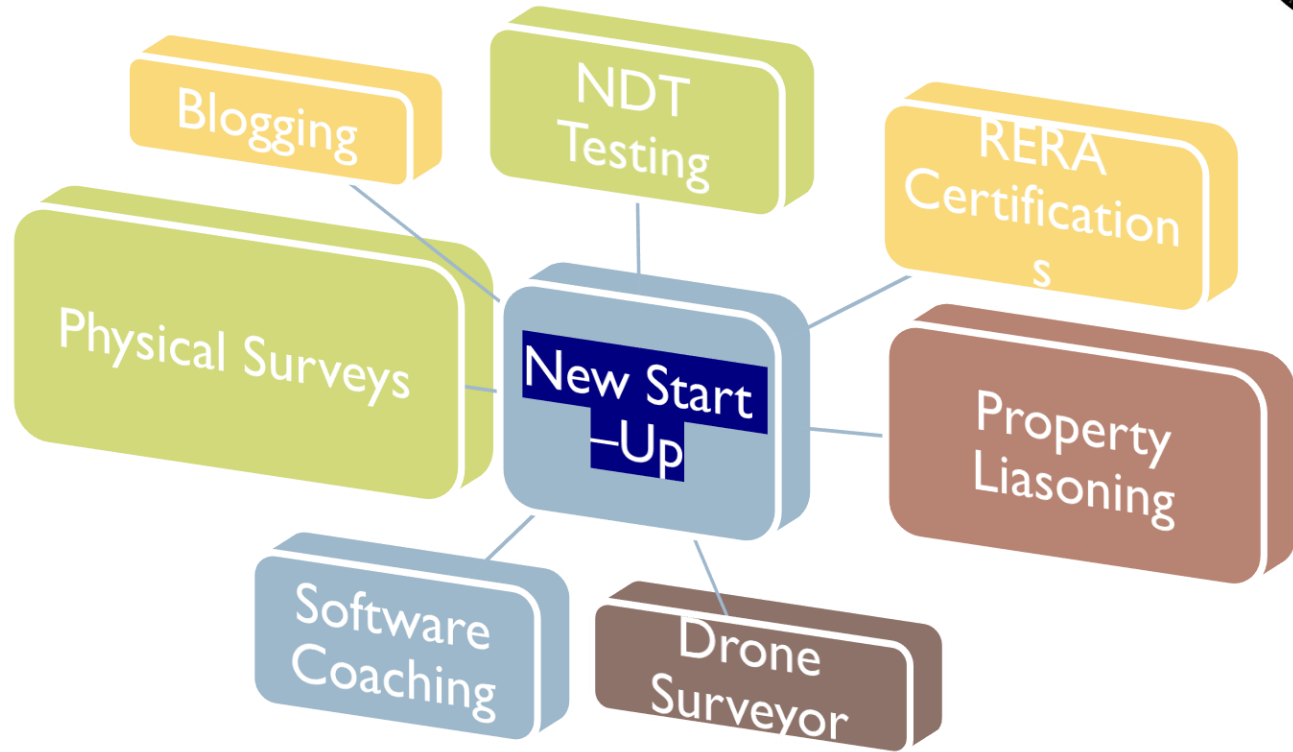 Blogging
NDT
Testing
RERA
Certification
s
Physical Surveys
New Start
–Up
Property
Liasoning
Software
Coaching
Drone
Surveyor